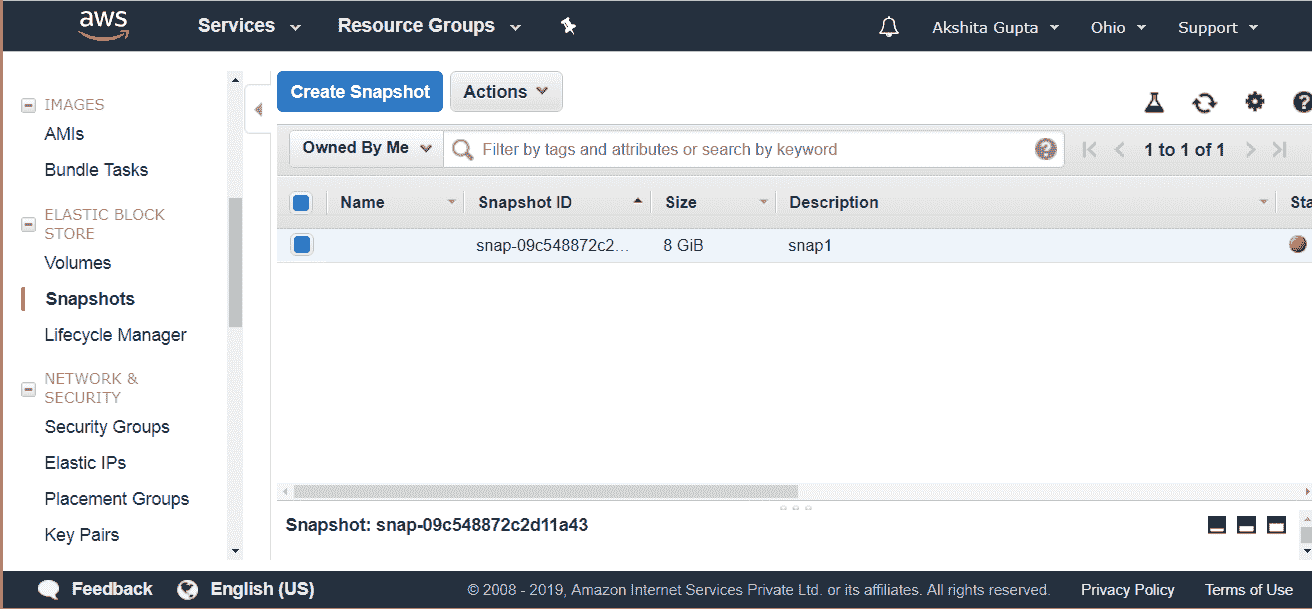 aws Services Resource Groups Akshita Gupta Ohio Support
IMAGES
AMIs
Bundle Tasks
ELASTIC BLOCK
STORE
Volumes
Snapshots
Lifecycle Manager
NETWORK &
SECURITY
Security Groups
Elastic IPs
Placement Groups
Key Pairs
Create Snapshot Actions
?
Owned By Me Filter by tags and attributes or search by keyword ? 1 to 1 of 1
Name Snapshot ID Size Description Sta
snap-09c548872c2... 8 GiB snap1
Snapshot: snap-09c548872c2d11a43
Feedback English (US) © 2008 - 2019, Amazon Internet Services Private Ltd. or its affiliates. All rights reserved. Privacy Policy Terms of Use